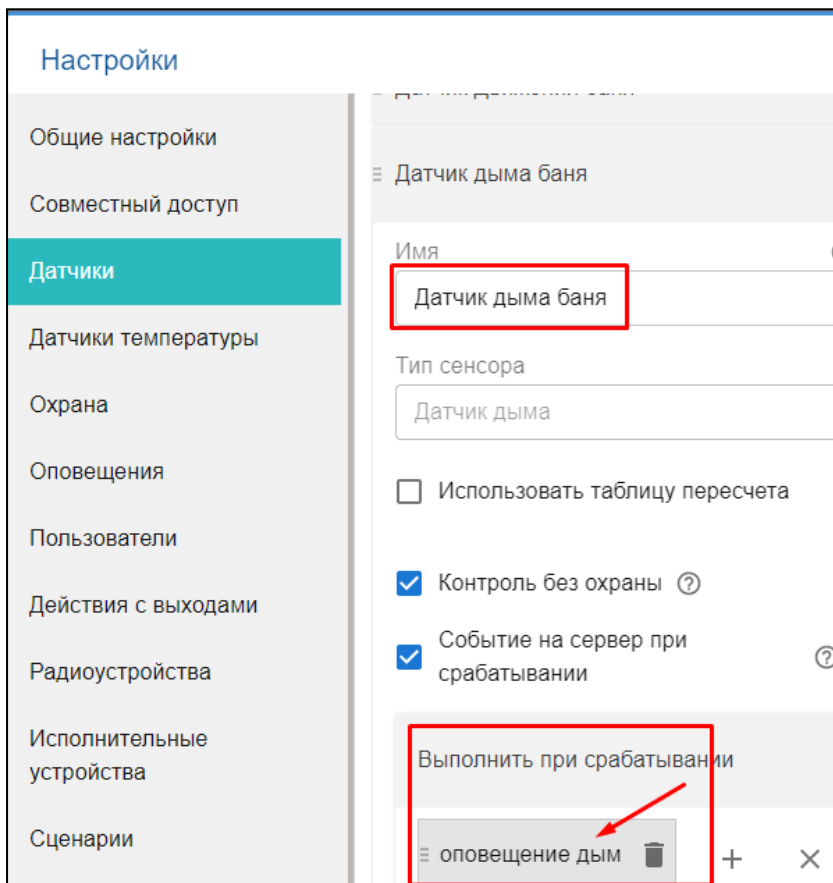 Настройки
Общие настройки
Совместный доступ
Датчики
Датчики температуры
Охрана
Оповещения
Пользователи
Действия с выходами
Радиоустройства
Исполнительные
устройства
Сценарии
Датчик дыма баня
Имя
Датчик дыма баня
Тип сенсора
Датчик дыма
Использовать таблицу пересчета
Контроль без охраны
Событие на сервер при
срабатывании
Выполнить при срабатывании
оповещение дым